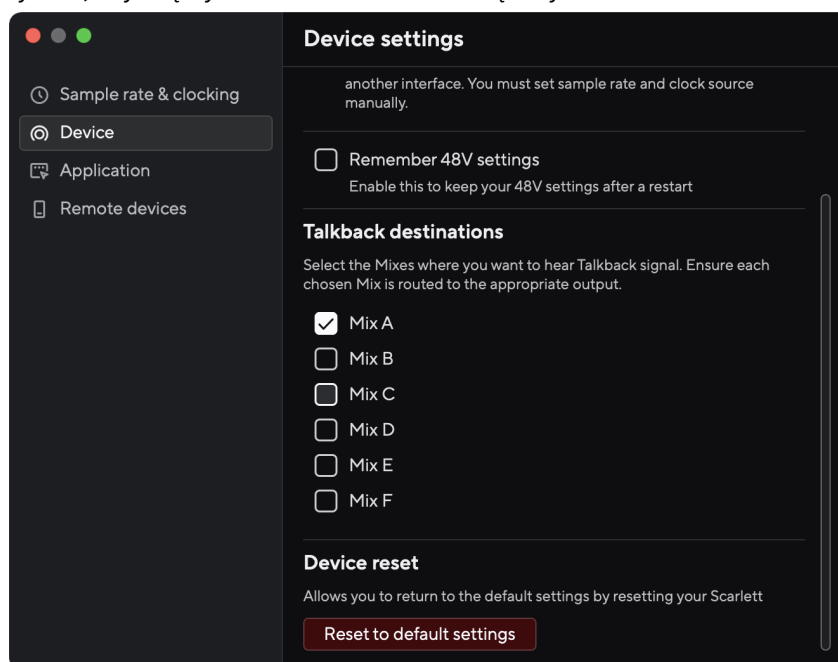 Device settings
Sample rate & clocking
Device
Application
Remote devices
another interface. You must set sample rate and clock source
manually.
Remember 48V settings
Enable this to keep your 48V settings after a restart
Talkback destinations
Select the Mixes where you want to hear Talkback signal. Ensure each
chosen Mix is routed to the appropriate output.
Mix A
Mix B
Mix C
Mix D
Mix E
Mix F
Device reset
Allows you to return to the default settings by resetting your Scarlett
Reset to default settings